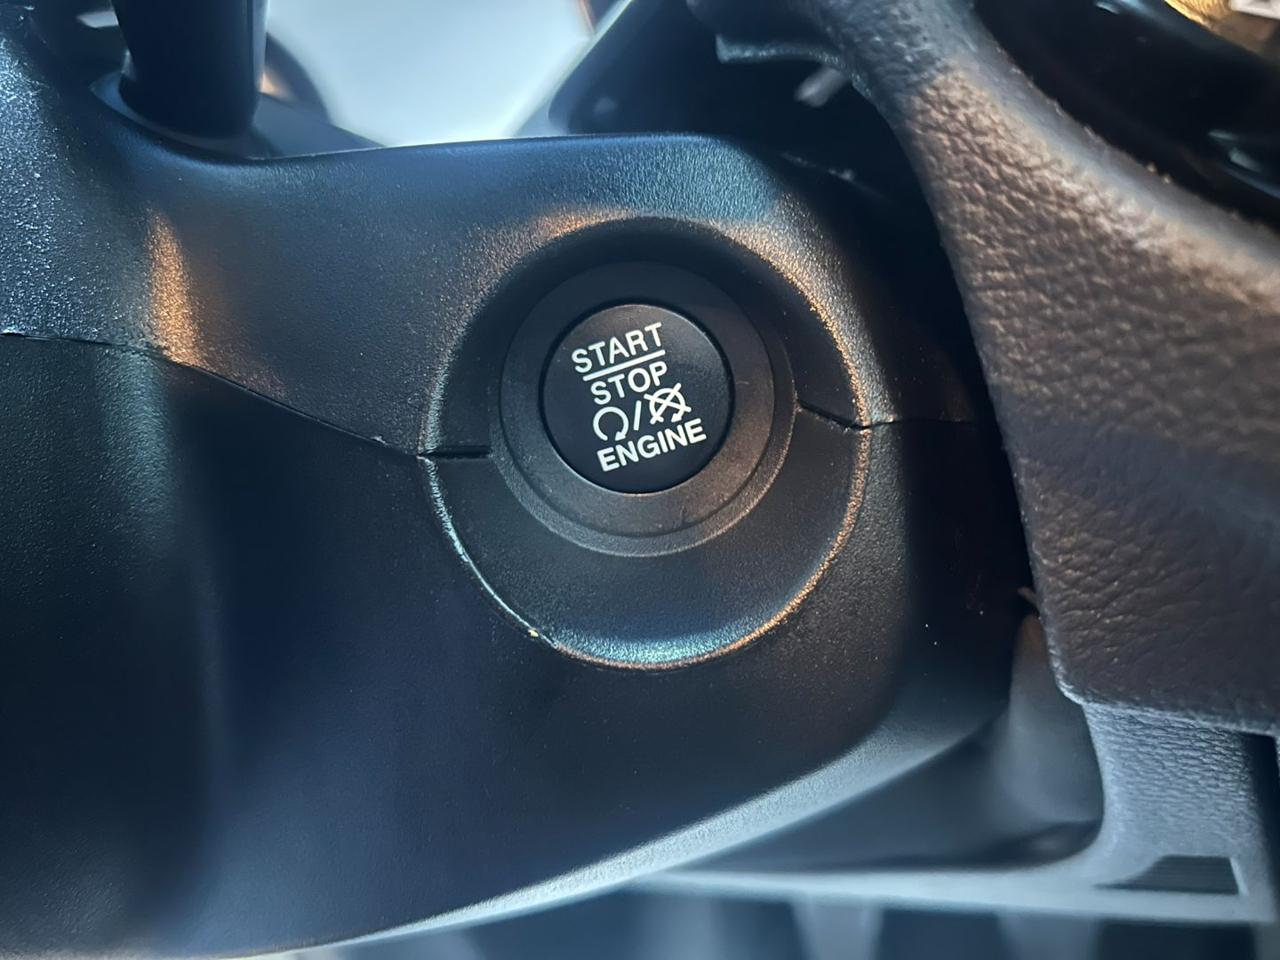 START
STOP
/
ENGINE